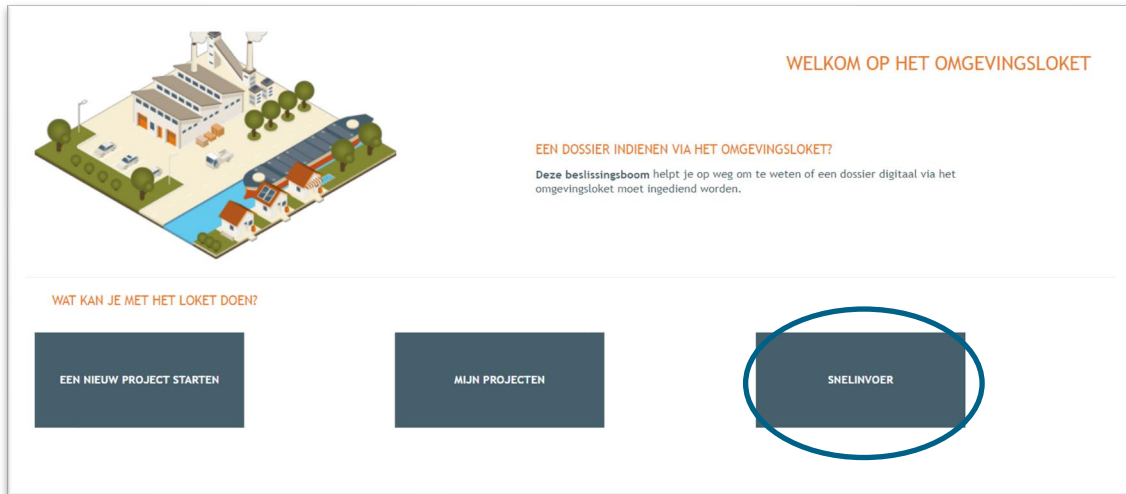 WELKOM OP HET OMGEVINGSLOKET
EEN DOSSIER INDIENEN VIA HET OMGEVINGSLOKET?
Deze beslissingsboom helpt je op weg om te weten of een dossier digitaal via het
omgevingsloket moet ingediend worden.
WAT KAN JE MET HET LOKET DOEN?
EEN NIEUW PROJECT STARTEN
MIJN PROJECTEN
SNELINVOER